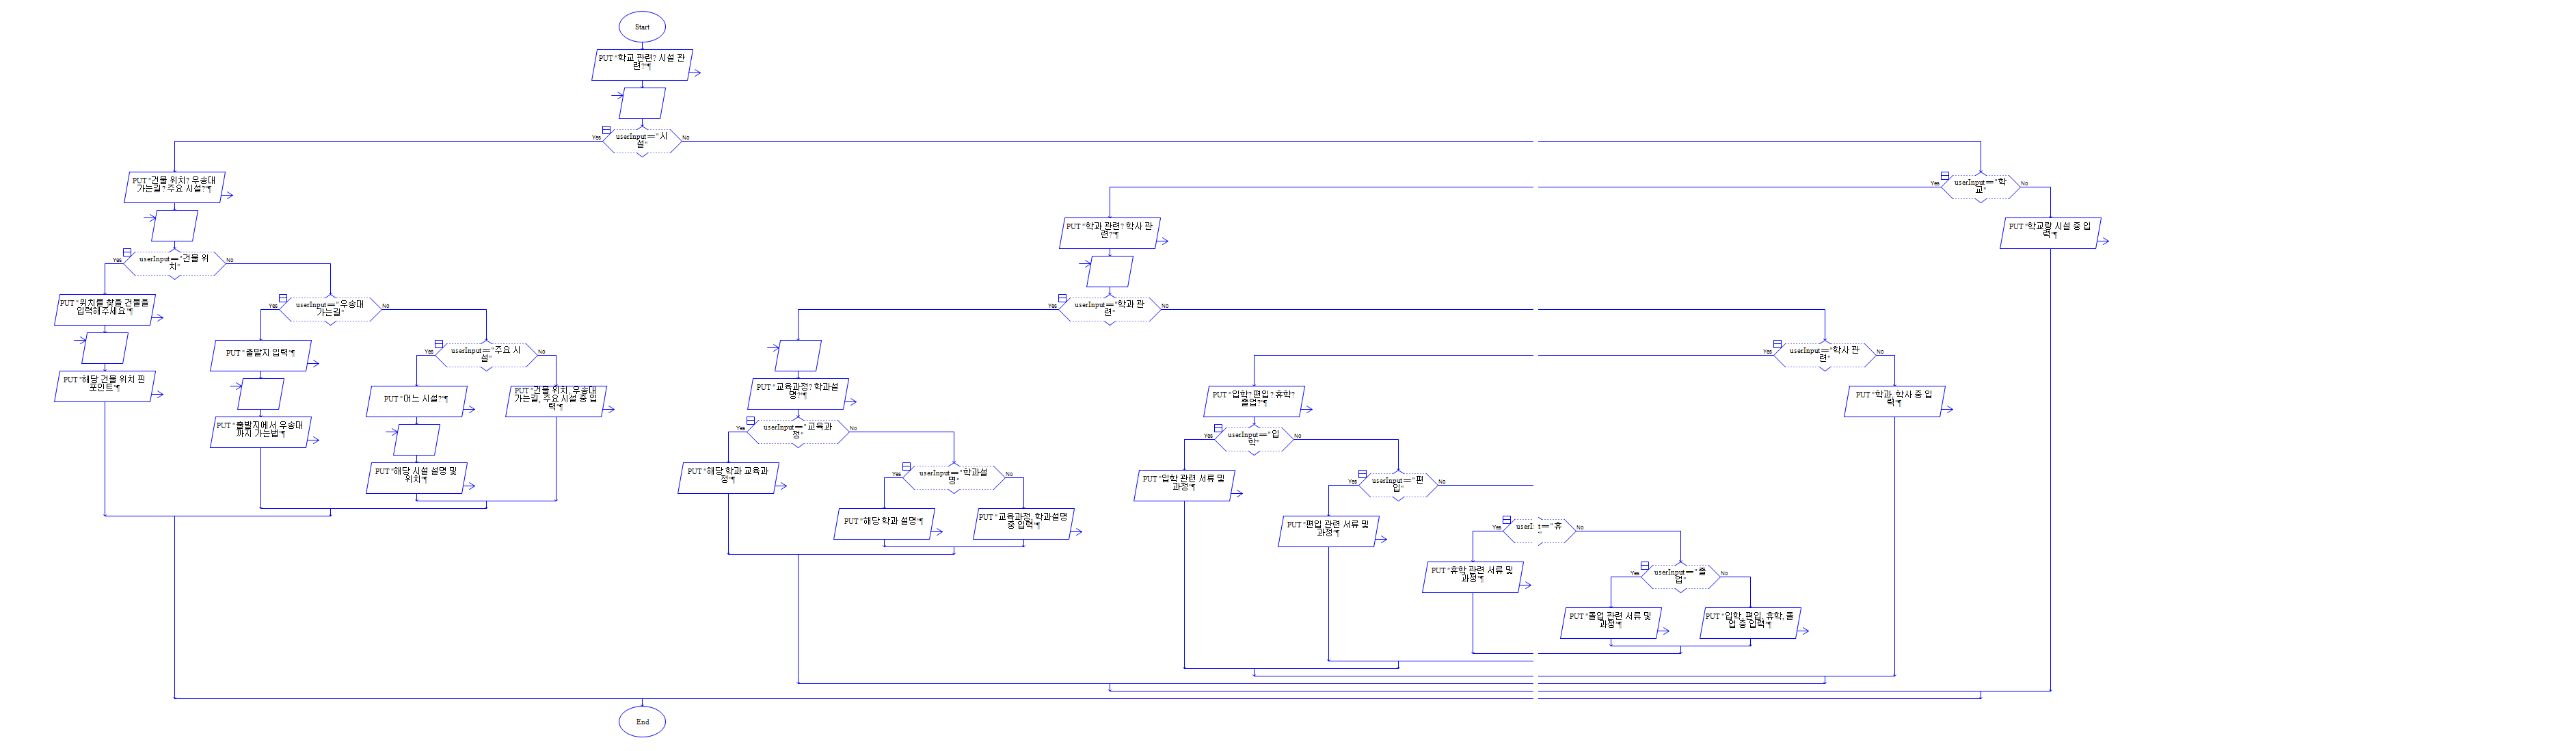 Start
PUT "학교 관련? 시설 관
련?"¶
userInput=="시
설"
Yes
No
PUT "건물 위치? 우송대
가는길? 주요 시설?"¶
userInput=="학
교"
Yes
No
PUT "학과 관련? 학사 관
련?"¶
PUT "학교랑 시설 중 입
력"¶
userInput=="건물 위
치"
Yes
No
PUT "위치를 찾을 건물을
입력해주세요"¶
userInput=="우송대
가는길"
Yes
No
userInput=="학과 관
련"
Yes
No
PUT "출발지 입력"¶
userInput=="주요 시
설"
Yes
No
userInput=="학사 관
련"
Yes
No
PUT "해당 건물 위치 핀
포인트"¶
PUT "어느 시설?"¶
PUT "건물 위치, 우송대
가는길, 주요 시설 중 입
력"¶
PUT "교육과정? 학과설
명?"¶
PUT "입학? 편입? 휴학?
졸업?"¶
PUT "학과, 학사 중 입
력"¶
PUT "출발지에서 우송대
까지 가는법"¶
userInput=="교육과
정"
Yes
No
userInput=="입
학"
Yes
No
PUT "해당 시설 설명 및
위치"¶
PUT "해당 학과 교육과
정"¶
userInput=="학과설
명"
Yes
No
PUT "입학 관련 서류 및
과정"¶
userInput=="편
입"
Yes
No
PUT "해당 학과 설명"¶
PUT "교육과정, 학과설명
중 입력"¶
PUT "편입 관련 서류 및
과정"¶
userI t=="휴
"
Yes
No
PUT "휴학 관련 서류 및
과정"¶
userInput=="졸
업"
Yes
No
PUT "졸업 관련 서류 및
과정"¶
PUT "입학, 편입, 휴학, 졸
업 중 입력"¶
End